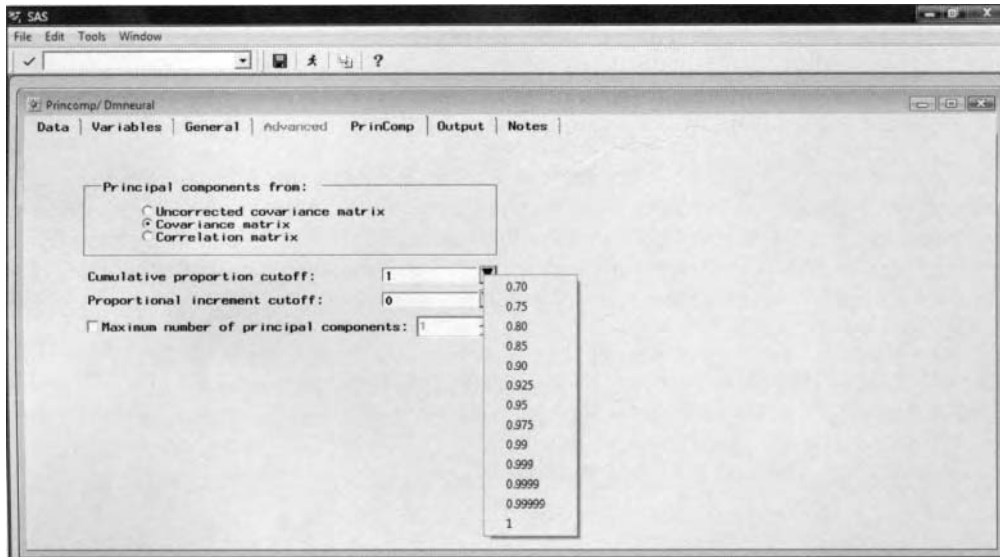 SAS
File Edit Tools Window
?
Princomp/ Dmneural
Data Variables General Advanced PrinComp Output Notes
Principal components from:
Uncorrected covariance matrix
Covariance matrix
Correlation matrix
Cumulative proportion cutoff: 1
Proportional increment cutoff: 0
Maximum number of principal components: 1
0.70
0.75
0.80
0.85
0.90
0.925
0.95
0.975
0.99
0.999
0.9999
0.99999
1